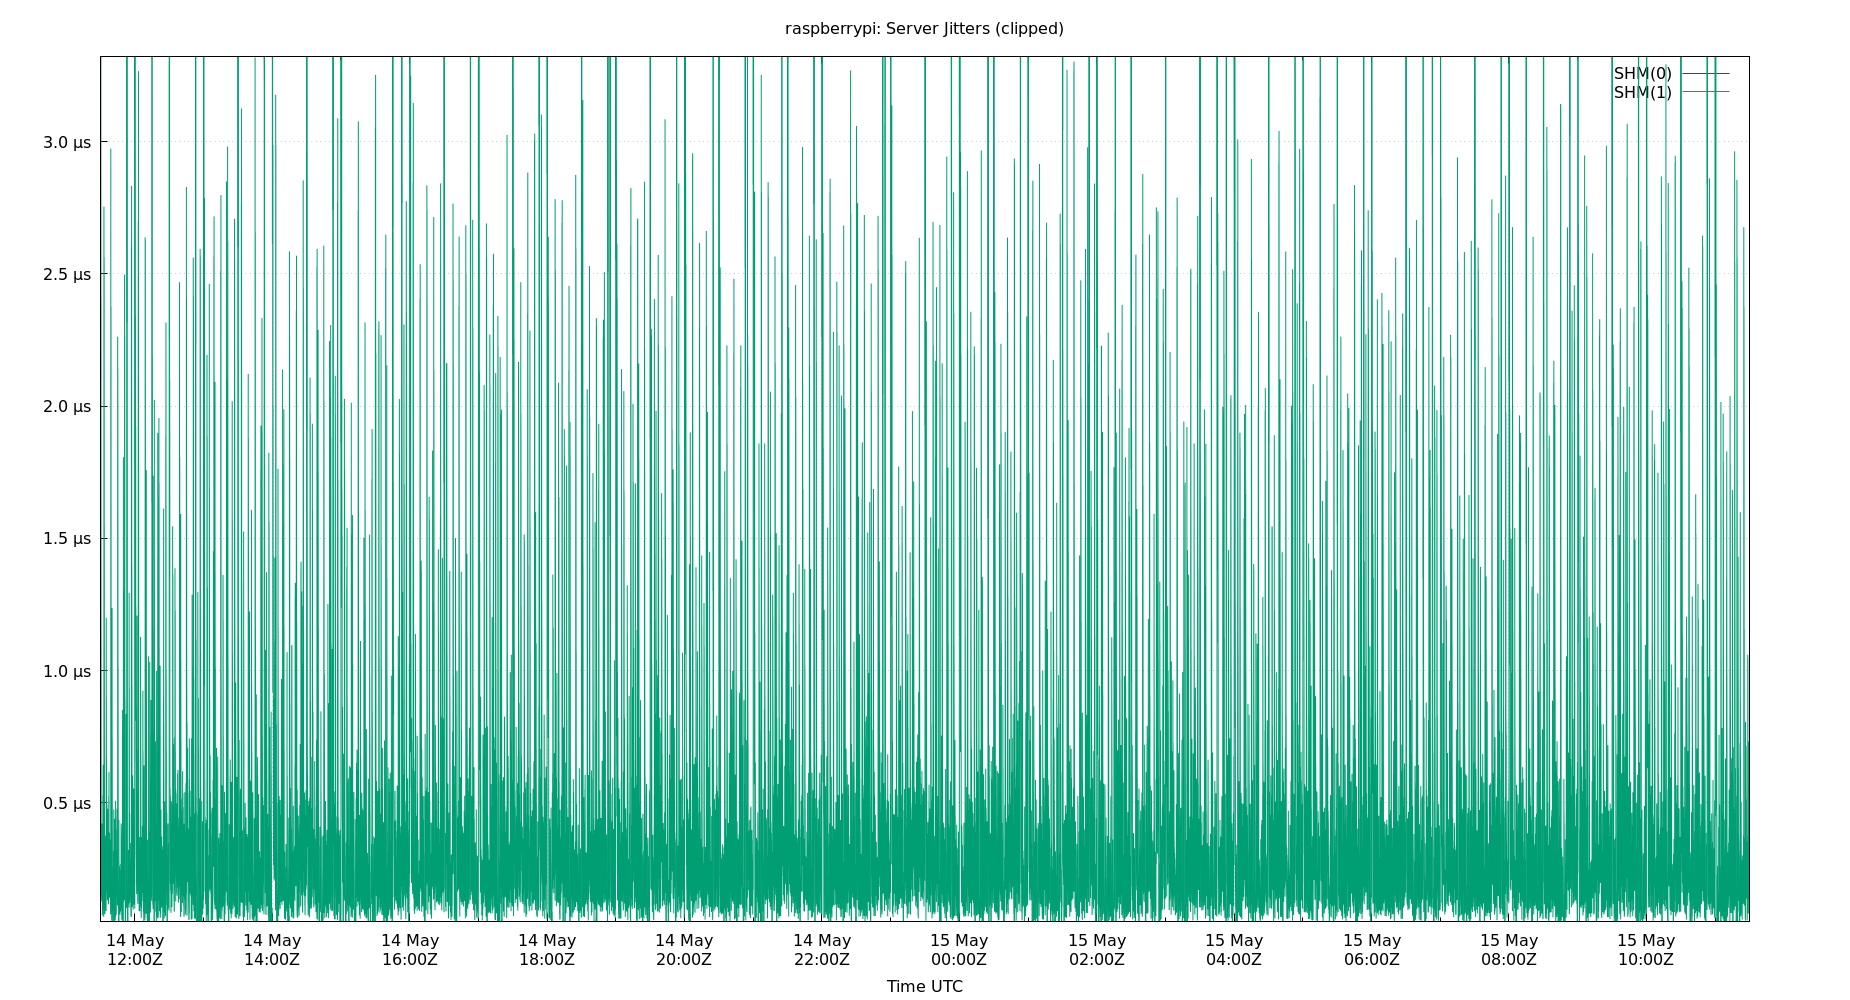 raspberrypi: Server Jitters (clipped)
SHM(0)
SHM(1)
3.0 µs
2.5 µs
2.0 µs
1.5 µs
1.0 µs
0.5 µs
14 May 14 May 14 May 14 May 14 May 14 May 15 May 15 May 15 May 15 May 15 May 15 May
12:00Z 14:00Z 16:00Z 18:00Z 20:00Z 22:00Z 00:00Z 02:00Z 04:00Z 06:00Z 08:00Z 10:00Z
Time UTC